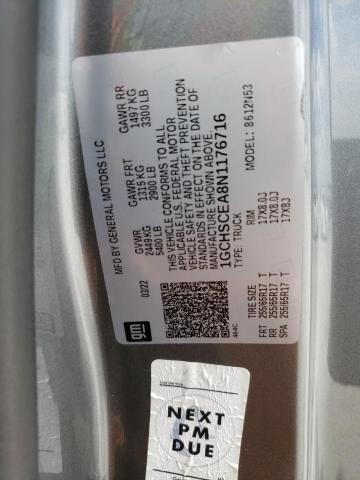 MFD BY GENERAL MOTORS LLC
03/22
GVWR
2449 KG
5400 LB
GAWR FRT
1315 KG
2900 LB
GAWR RR
1497 KG
3300 LB
THIS VEHICLE CONFORMS TO ALL
APPLICABLE U.S. FEDERAL MOTOR
VEHICLE SAFETY AND THEFT PREVENTION
STANDARDS IN EFFECT ON THE DATE OF
MANUFACTURE SHOWN ABOVE.
1GCHSCEA8N1176716
TYPE: TRUCK
MODEL: 8612N53
gm
464C
TIRE SIZE
RIM
FRT 255/65R17 T 17X8.0J
RR 255/65R17 T 17X8.0J
SPA 255/65R17 T 17X8J
NEXT
PM
DUE